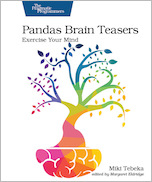 The
Pragmatic
Programmers
Pandas Brain Teasers
Exercise Your Mind
Miki Tebeka
edited by Margaret Eldridge